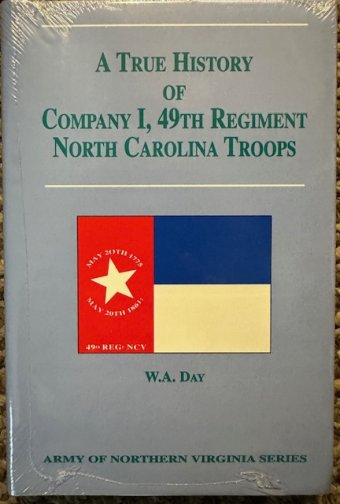 A TRUE HISTORY
OF
COMPANY I, 49TH REGIMENT
NORTH CAROLINA TROOPS
MAY 20TH 1775
MAY 20TH 1861
49TH REGT NCV
W.A. DAY
ARMY OF NORTHERN VIRGINIA SERIES